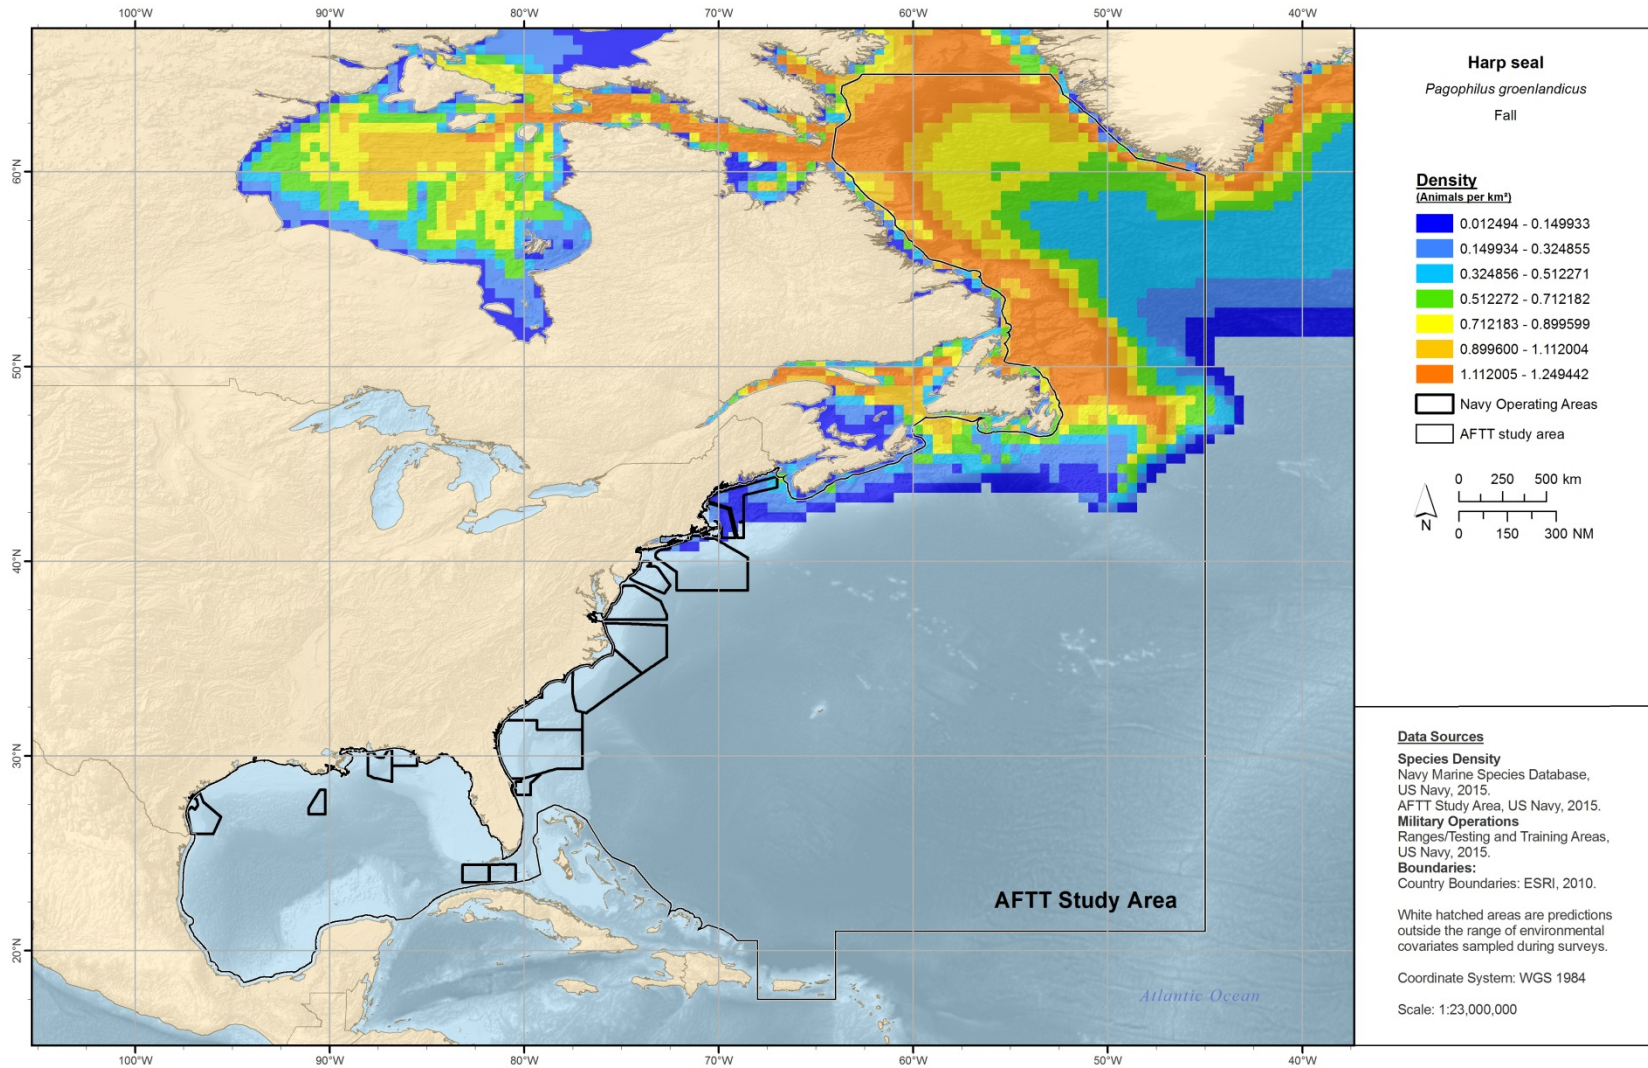 100°W 90°W 80°W 70°W 60°W 50°W 40°W
60°N
50°N
40°N
30°N
20°N
AFTT Study Area
Atlantic Ocean
100°W 90°W 80°W 70°W 60°W 50°W 40°W
Harp seal
Pagophilus groenlandicus
Fall
Density
(Animals per km²)
0.012494 - 0.149933
0.149934 - 0.324855
0.324856 - 0.512271
0.512272 - 0.712182
0.712183 - 0.899599
0.899600 - 1.112004
1.112005 - 1.249442
Navy Operating Areas
AFTT study area
N
0 250 500 km
0 150 300 NM
Data Sources
Species Density
Navy Marine Species Database,
US Navy, 2015.
AFTT Study Area, US Navy, 2015.
Military Operations
Ranges/Testing and Training Areas,
US Navy, 2015.
Boundaries:
Country Boundaries: ESRI, 2010.
White hatched areas are predictions
outside the range of environmental
covariates sampled during surveys.
Coordinate System: WGS 1984
Scale: 1:23,000,000